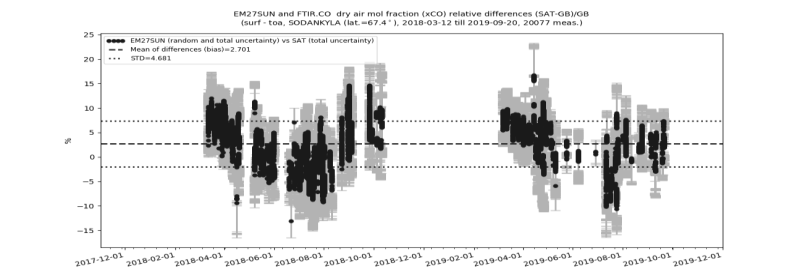 EM27SUN and FTIR.CO dry air mol fraction (xCO) relative differences (SAT-GB)/GB
(surf - toa, SODANKYLA (lat.=67.4°), 2018-03-12 till 2019-09-20, 20077 meas.)
EM27SUN (random and total uncertainty) vs SAT (total uncertainty)
Mean of differences (bias)=2.701
STD=4.681
25
20
15
10
5
0
−5
−10
−15
%
2017-12-01 2018-02-01 2018-04-01 2018-06-01 2018-08-01 2018-10-01 2018-12-01 2019-02-01 2019-04-01 2019-06-01 2019-08-01 2019-10-01 2019-12-01